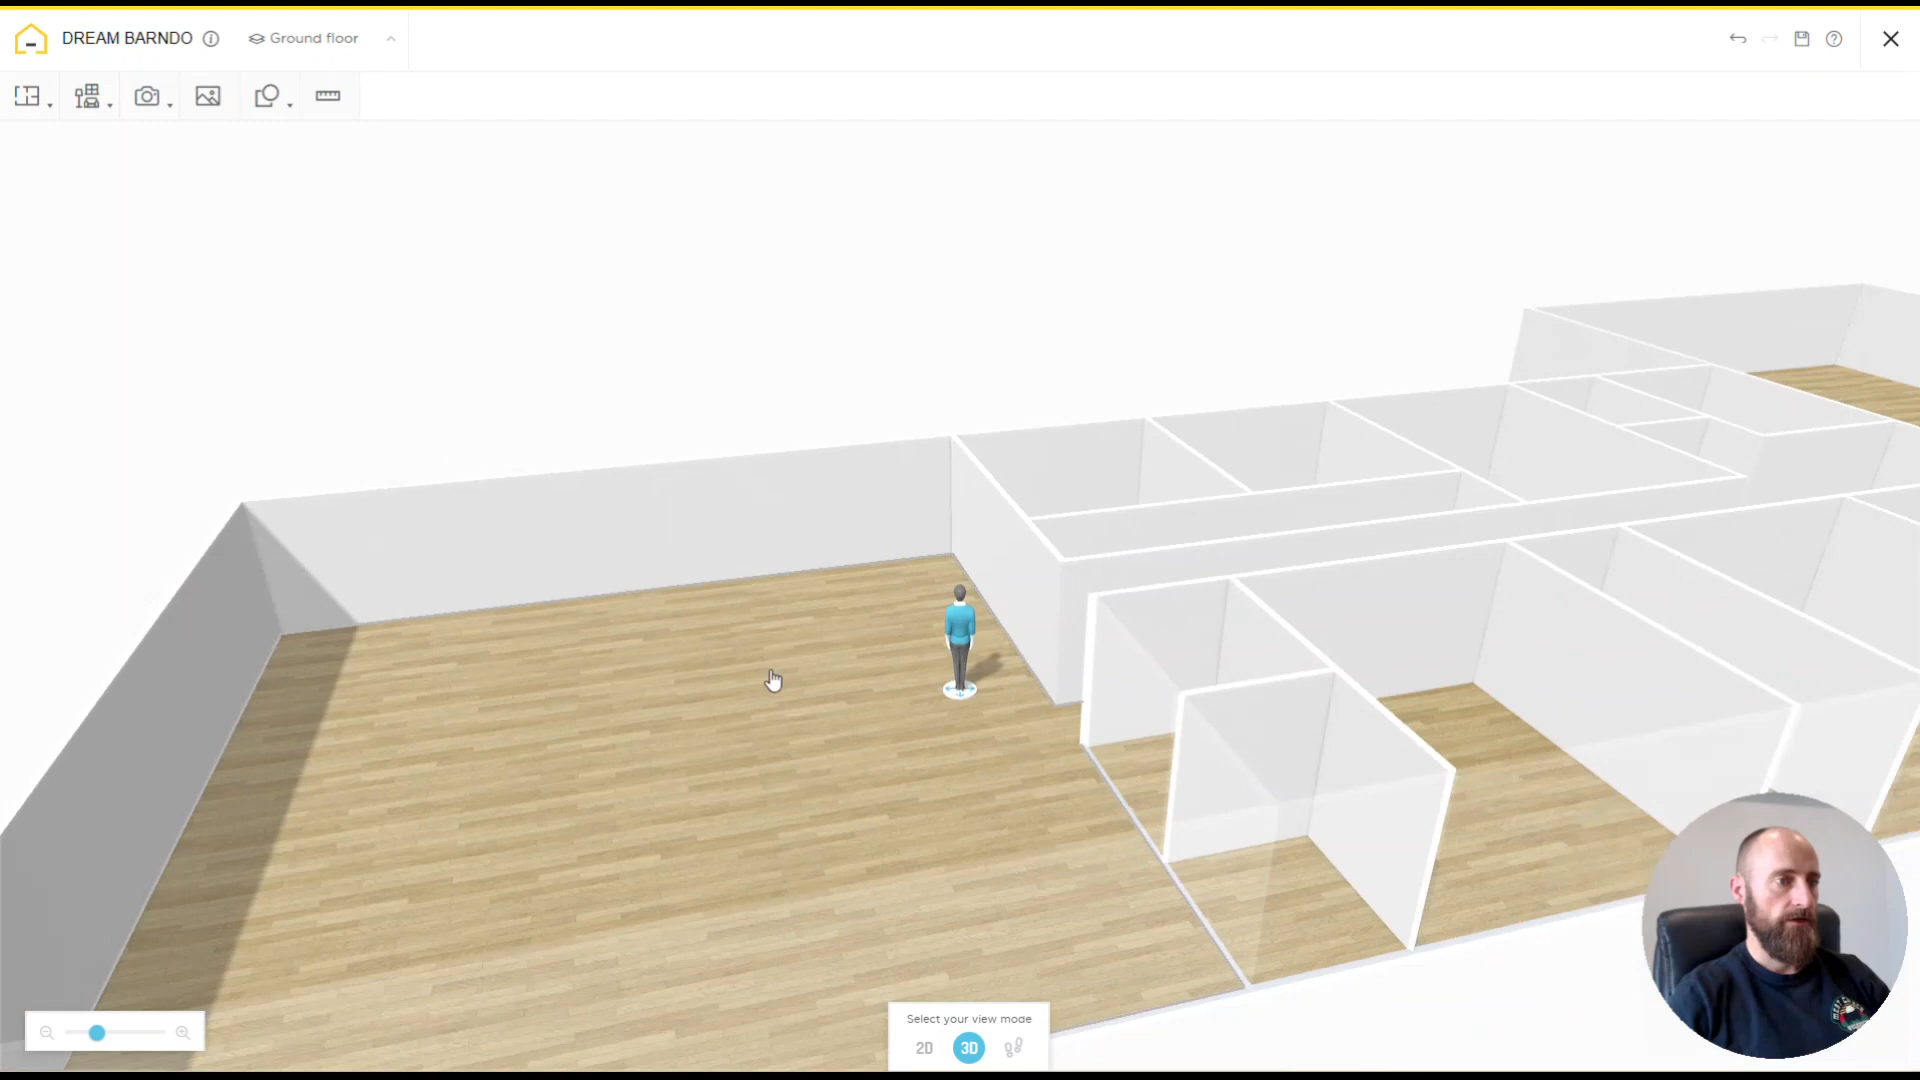 DREAM BARNDO
Ground floor
Select your view mode
2D
3D